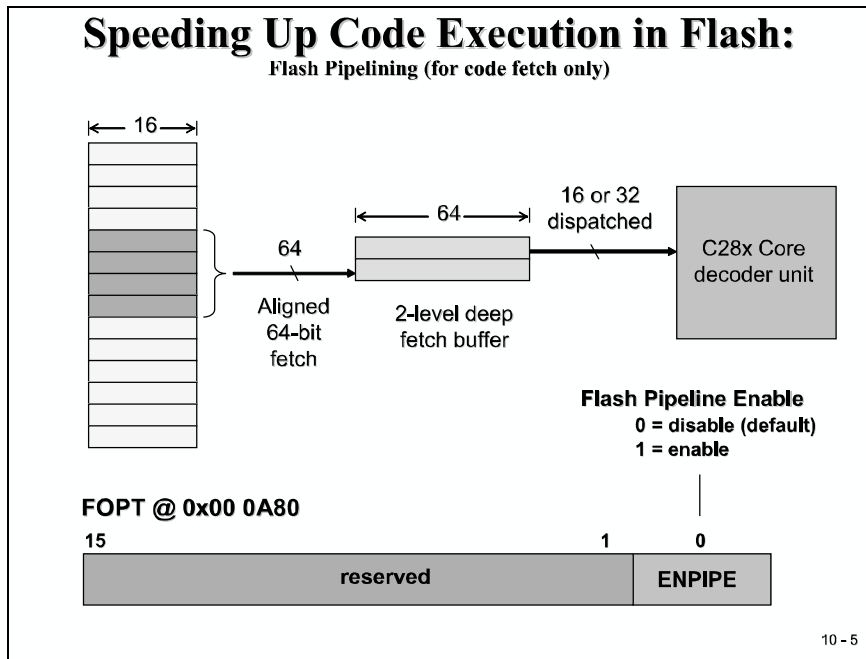 Speeding Up Code Execution in Flash:
Flash Pipelining (for code fetch only)
16
64
Aligned
64-bit
fetch
64
2-level deep
fetch buffer
16 or 32
dispatched
C28x Core
decoder unit
Flash Pipeline Enable
0 = disable (default)
1 = enable
FOPT @ 0x00 0A80
15 1 0
reserved ENPIPE
10 - 5